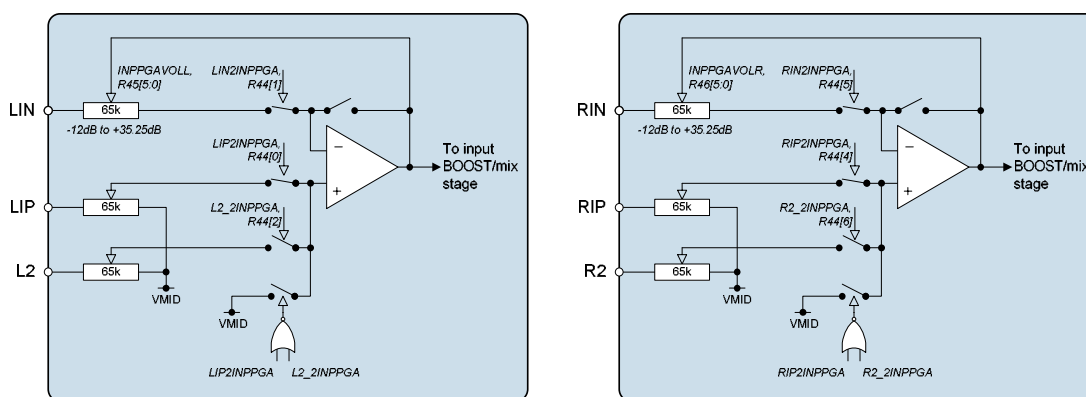 INPPGAVOLL,
R45[5:0]
LIN2INPPGA,
R44[1]
LIN
65k
-12dB to +35.25dB
LIP2INPPGA,
R44[0]
−
+
To input
BOOST/mix
stage
LIP
65k
L2_2INPPGA,
R44[2]
L2
65k
VMID
VMID
LIP2INPPGA
L2_2INPPGA
INPPGAVOLR,
R46[5:0]
RIN2INPPGA,
R44[5]
RIN
65k
-12dB to +35.25dB
RIP2INPPGA,
R44[4]
−
+
To input
BOOST/mix
stage
RIP
65k
R2_2INPPGA,
R44[6]
R2
65k
VMID
VMID
RIP2INPPGA
R2_2INPPGA